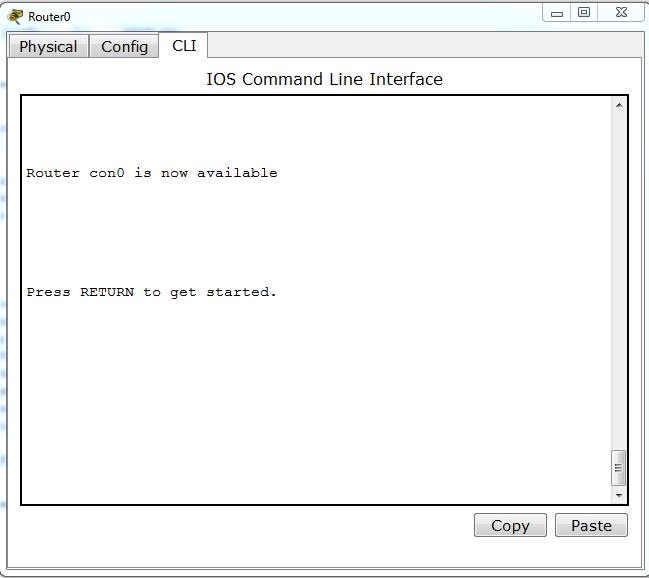 Router0
Physical Config CLI
IOS Command Line Interface
Router con0 is now available
Press RETURN to get started.
Copy Paste